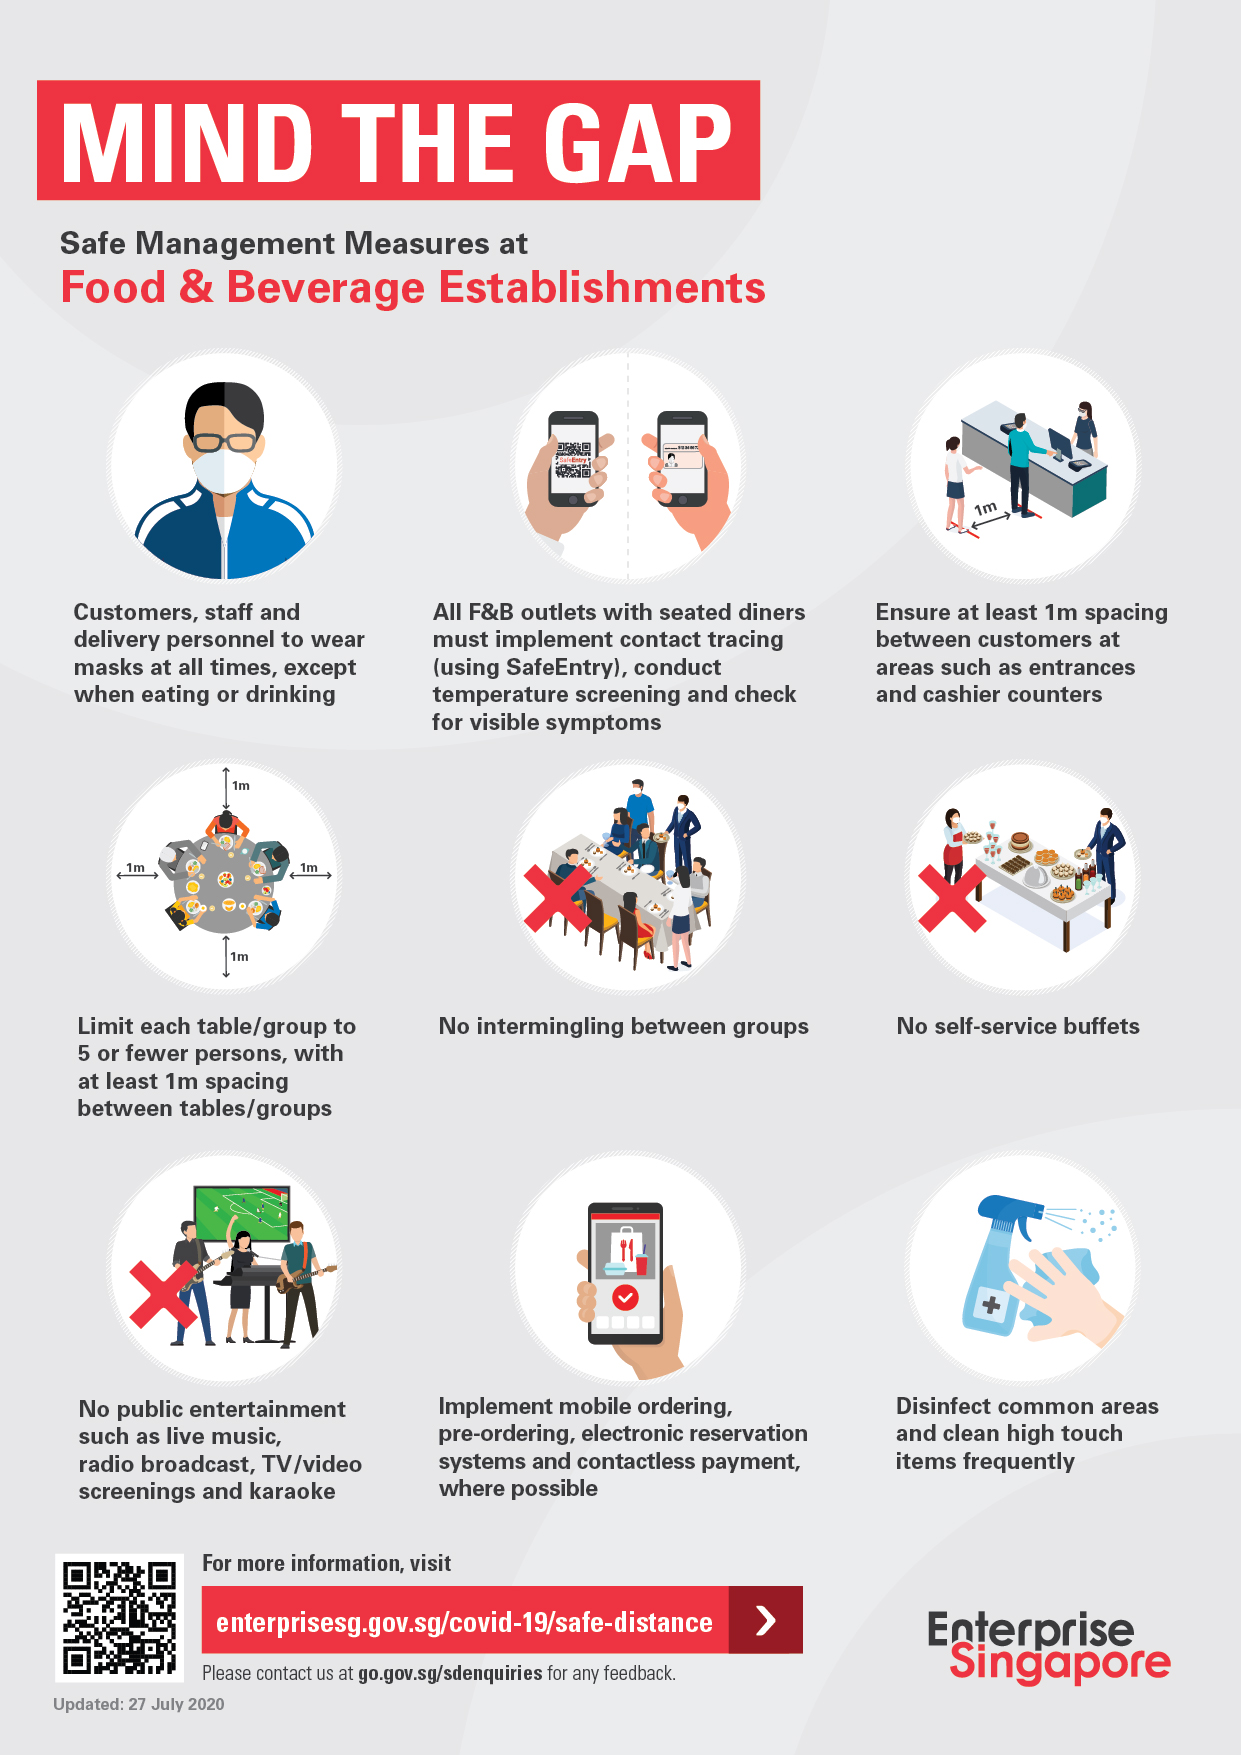 MIND THE GAP
Safe Management Measures at
Food & Beverage Establishments
SafeEntry
1m
Customers, staff and
delivery personnel to wear
masks at all times, except
when eating or drinking
All F&B outlets with seated diners
must implement contact tracing
(using SafeEntry), conduct
temperature screening and check
for visible symptoms
Ensure at least 1m spacing
between customers at
areas such as entrances
and cashier counters
1m
1m
1m
1m
Limit each table/group to
5 or fewer persons, with
at least 1m spacing
between tables/groups
No intermingling between groups
No self-service buffets
No public entertainment
such as live music,
radio broadcast, TV/video
screenings and karaoke
Implement mobile ordering,
pre-ordering, electronic reservation
systems and contactless payment,
where possible
Disinfect common areas
and clean high touch
items frequently
For more information, visit
enterprisesg.gov.sg/covid-19/safe-distance
Please contact us at go.gov.sg/sdenquiries for any feedback.
Updated: 27 July 2020
Enterprise
Singapore